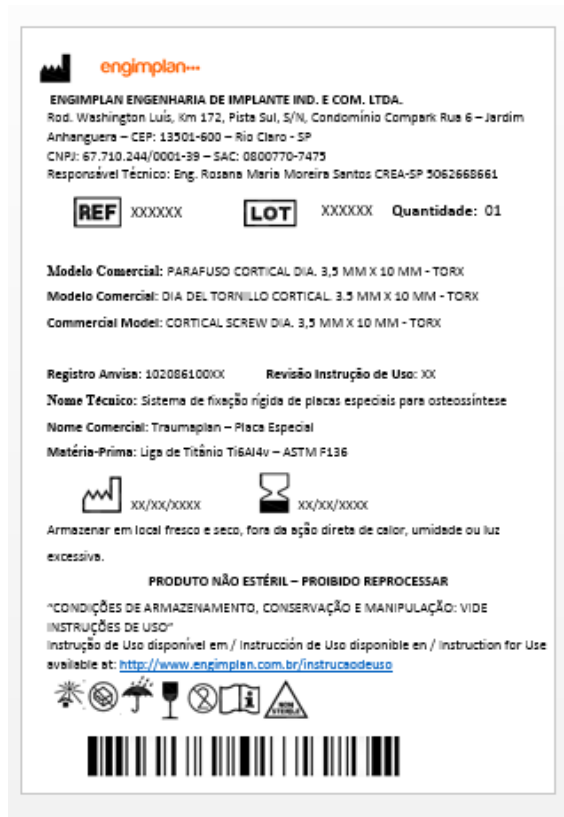 engimplan
ENGIMPLAN ENGENHARIA DE IMPLANTE IND. E COM. LTDA.
Rod. Washington Luís, Km 172, Pista Sul, S/N, Condomínio Compark Rua 6 – Jardim
Anhanguera – CEP: 13501-600 – Rio Claro - SP
CNPJ: 67.710.244/0001-39 – SAC: 0800770-7475
Responsável Técnico: Eng. Rosana Maria Moreira Santos CREA-SP 5062668661
REF XXXXXX LOT XXXXXX Quantidade: 01
Modelo Comercial: PARAFUSO CORTICAL DIA. 3,5 MM X 10 MM - TORX
Modelo Comercial: DIA DEL TORNILLO CORTICAL. 3.5 MM X 10 MM - TORX
Commercial Model: CORTICAL SCREW DIA. 3,5 MM X 10 MM - TORX
Registro Anvisa: 102086100XX Revisão Instrução de Uso: XX
Nome Técnico: Sistema de fixação rígida de placas especiais para osteossíntese
Nome Comercial: Traumaplan – Placa Especial
Matéria-Prima: Liga de Titânio Ti6Al4v – ASTM F136
xx/xx/xxxx xx/xx/xxxx
Armazenar em local fresco e seco, fora da ação direta de calor, umidade ou luz
excessiva.
PRODUTO NÃO ESTÉRIL – PROIBIDO REPROCESSAR
"CONDIÇÕES DE ARMAZENAMENTO, CONSERVAÇÃO E MANIPULAÇÃO: VIDE
INSTRUÇÕES DE USO"
Instrução de Uso disponível em / Instrucción de Uso disponible en / Instruction for Use
available at: http://www.engimplan.com.br/instrucaodeuso
NON
STERILE